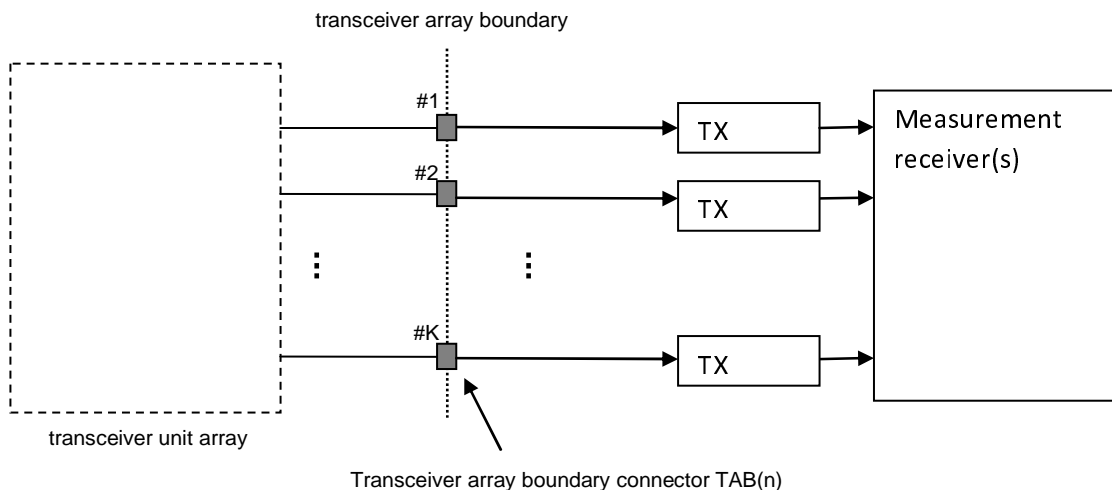 transceiver array boundary
#1
TX
Measurement
receiver(s)
#2
TX
#K
TX
transceiver unit array
Transceiver array boundary connector TAB(n)